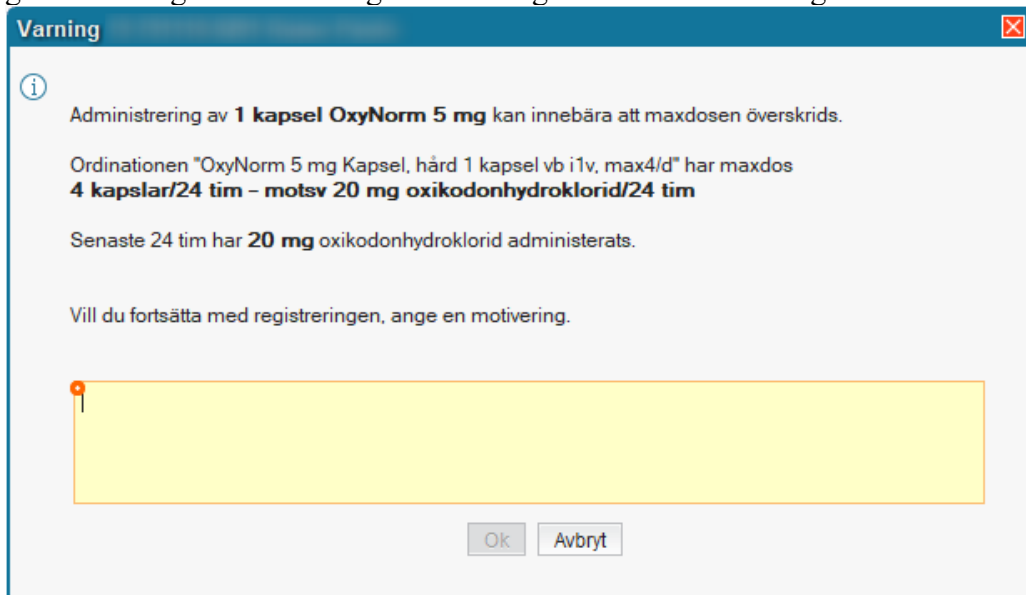 Varning
Administrering av 1 kapsel OxyNorm 5 mg kan innebära att maxdosen överskrids.
Ordinationen "OxyNorm 5 mg Kapsel, hård 1 kapsel vb i1v, max4/d" har maxdos
4 kapslar/24 tim – motsv 20 mg oxikodonhydroklorid/24 tim
Senaste 24 tim har 20 mg oxikodonhydroklorid administerats.
Vill du fortsätta med registreringen, ange en motivering.
Ok Avbryt